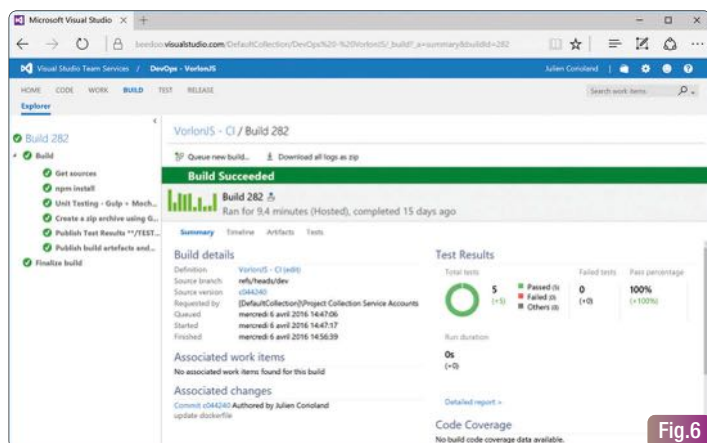 Microsoft Visual Studio
beedoo.visualstudio.com/DefaultCollection/DevOps%20-%20VorlonJS/_build?_a=summary&buildId=282
Visual Studio Team Services / DevOps - VorlonJS
Julien Corioland
HOME CODE WORK BUILD TEST RELEASE
Search work items
Explorer
Build 282
Build
Get sources
npm install
Unit Testing - Gulp + Moch...
Create a zip archive using G...
Publish Test Results **/TEST...
Publish build artefacts and...
Finalize build
VorlonJS - CI / Build 282
Queue new build... Download all logs as zip
Build Succeeded
Build 282
Ran for 9,4 minutes (Hosted), completed 15 days ago
Summary Timeline Artifacts Tests
Build details
Definition VorlonJS - CI (edit)
Source branch refs/heads/dev
Source version c044240
Requested by [DefaultCollection]\Project Collection Service Accounts
Queued mercredi 6 avril 2016 14:47:06
Started mercredi 6 avril 2016 14:47:17
Finished mercredi 6 avril 2016 14:56:39
Associated work items
No associated work items found for this build
Associated changes
Commit c044240 Authored by Julien Corioland
update dockerfile
Test Results
Total tests Failed tests Pass percentage
5 Passed (5) 0 100%
(+5) Failed (0) (+0) (+100%)
Others (0)
Run duration
0s
(+0)
Detailed report >
Code Coverage
No build code coverage data available.
Fig.6